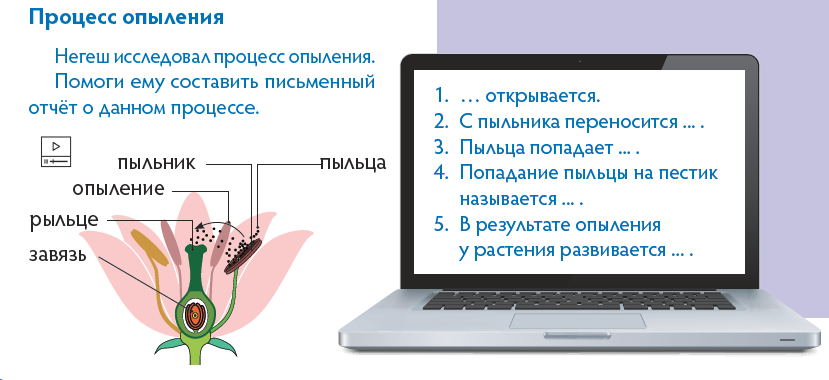 Процесс опыления
Негеш исследовал процесс опыления.
Помоги ему составить письменный
отчёт о данном процессе.
пыльник
пыльца
опыление
рыльце
завязь
1. ... открывается.
2. С пыльника переносится ... .
3. Пыльца попадает ... .
4. Попадание пыльцы на пестик
называется ... .
5. В результате опыления
у растения развивается ... .